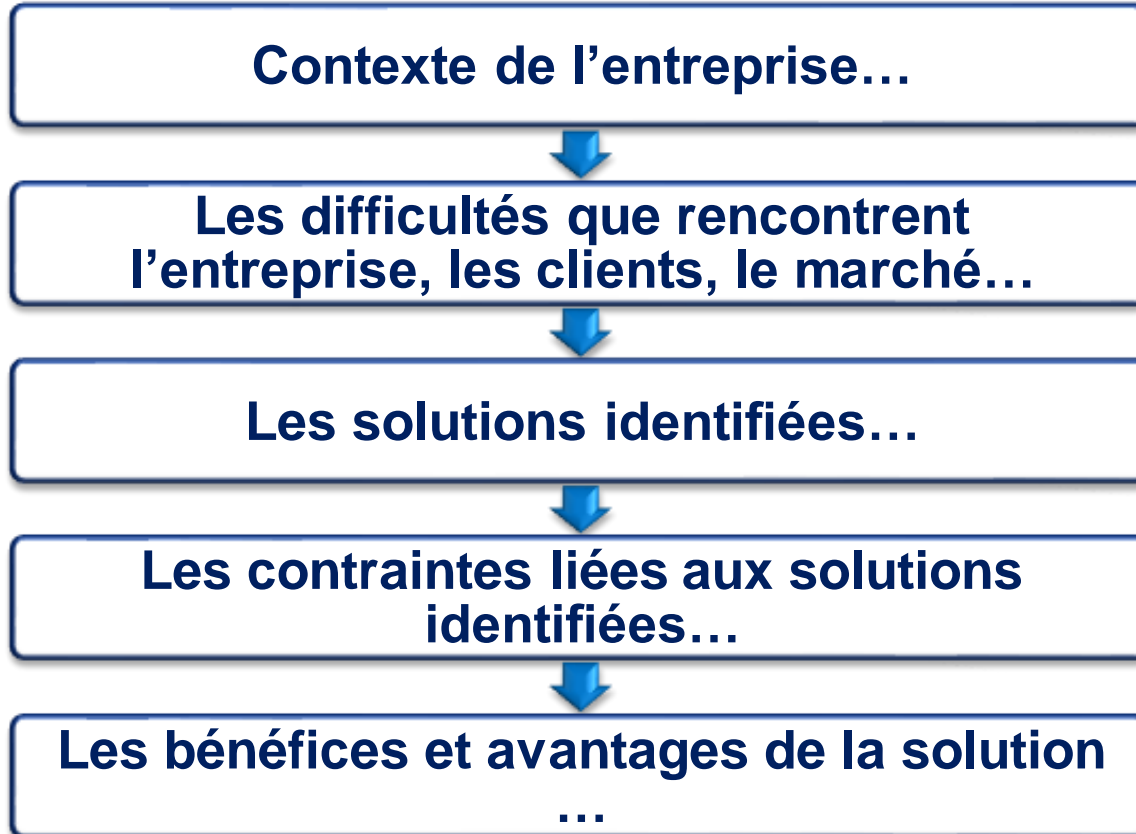 Contexte de l’entreprise…
Les difficultés que rencontrent
l’entreprise, les clients, le marché…
Les solutions identifiées…
Les contraintes liées aux solutions
identifiées…
Les bénéfices et avantages de la solution
…